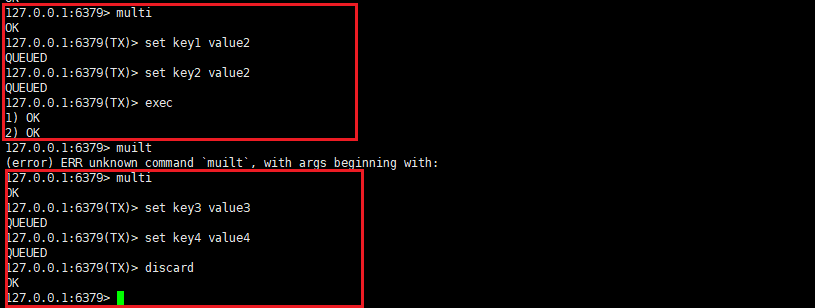 127.0.0.1:6379> multi
OK
127.0.0.1:6379(TX)> set key1 value2
QUEUED
127.0.0.1:6379(TX)> set key2 value2
QUEUED
127.0.0.1:6379(TX)> exec
1) OK
2) OK
127.0.0.1:6379> muilt
(error) ERR unknown command `muilt`, with args beginning with:
127.0.0.1:6379> multi
OK
127.0.0.1:6379(TX)> set key3 value3
QUEUED
127.0.0.1:6379(TX)> set key4 value4
QUEUED
127.0.0.1:6379(TX)> discard
OK
127.0.0.1:6379>